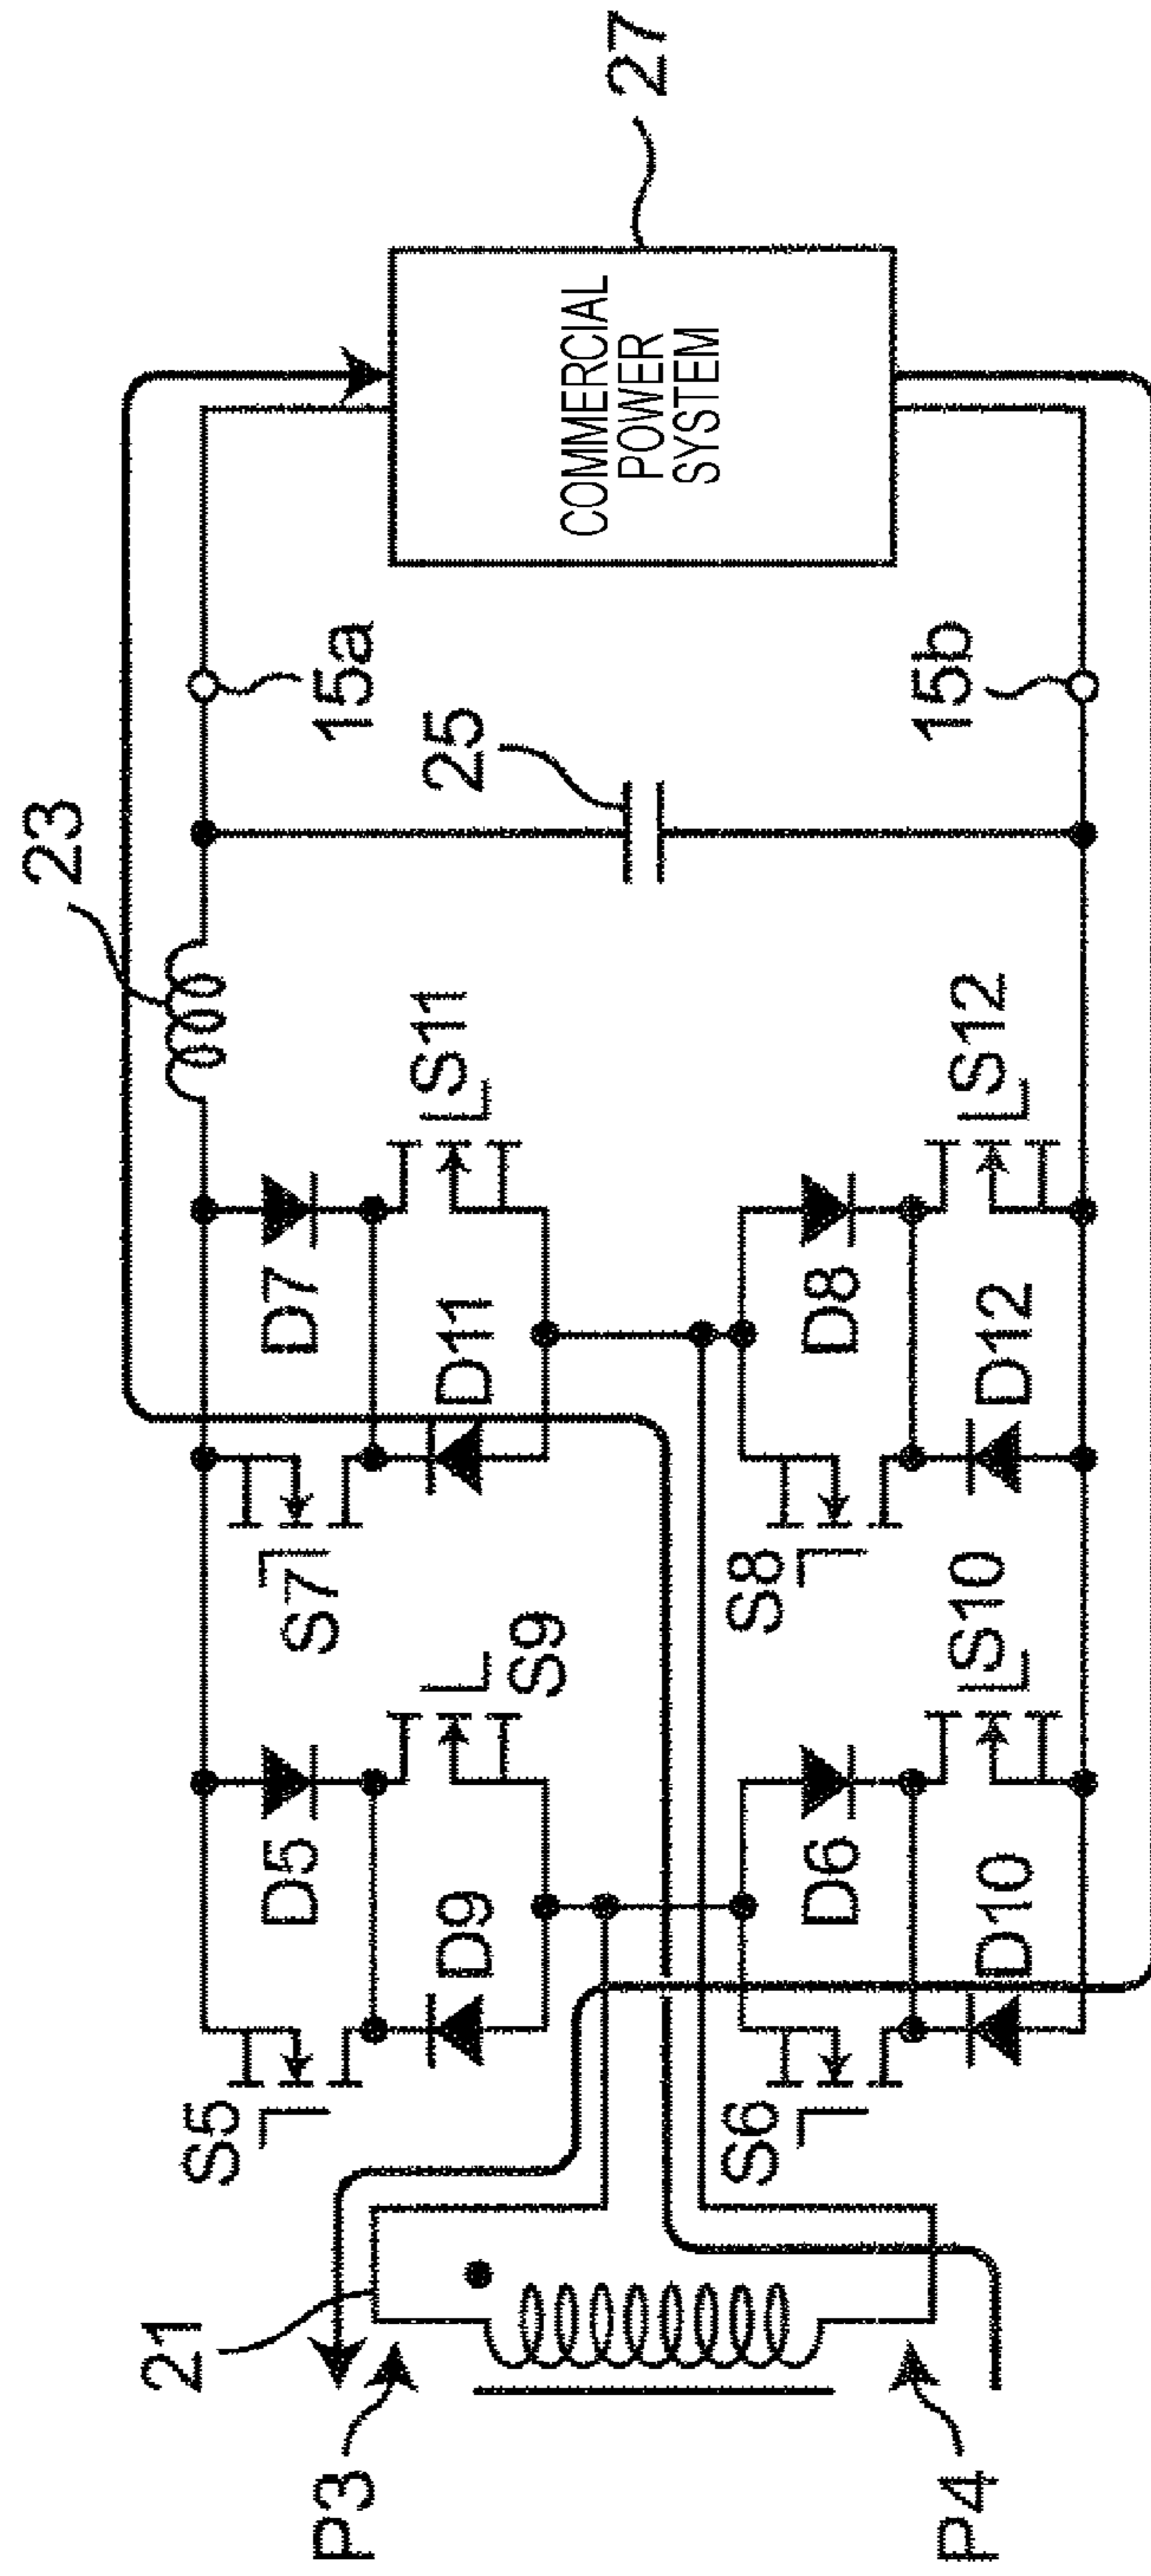 23
27
15a
25
COMMERCIAL
POWER
SYSTEM
15b
D7
S11
D11
S7
D8
S12
D12
S8
D5
S9
D9
S5
D6
S10
D10
S6
21
P3
P4